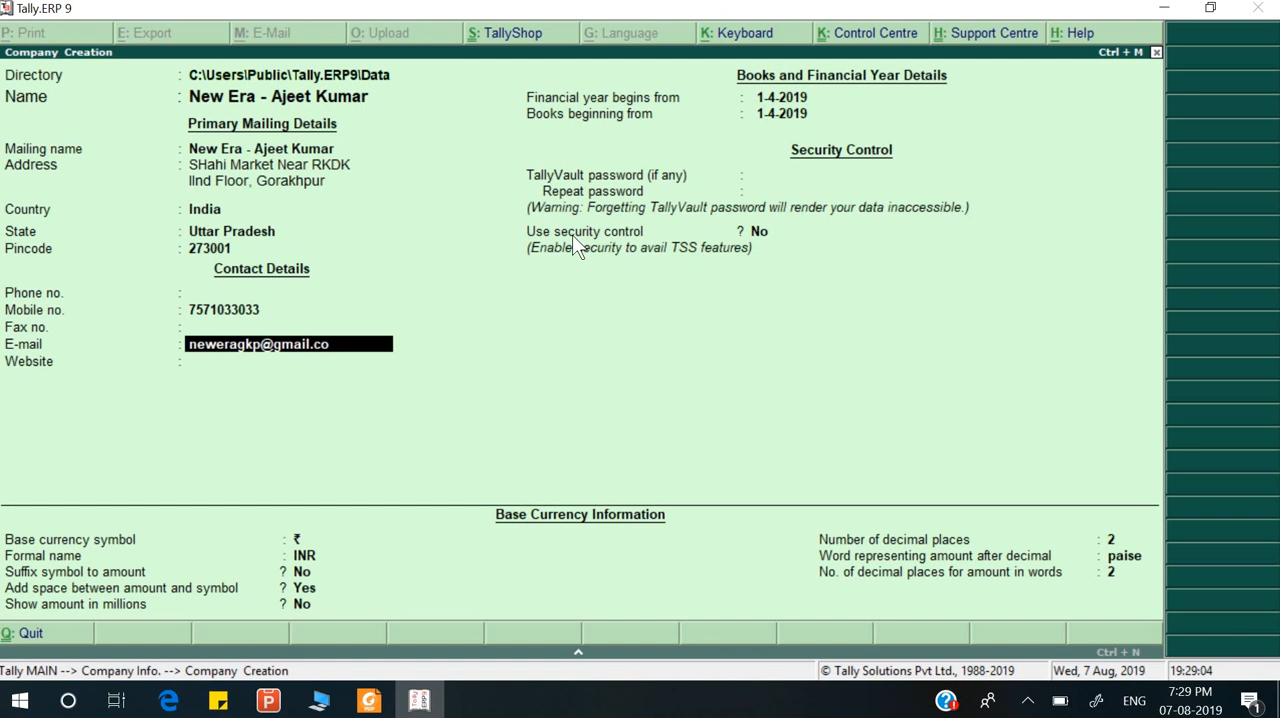 Tally.ERP 9
P: Print E: Export M: E-Mail O: Upload S: TallyShop G: Language K: Keyboard K: Control Centre H: Support Centre H: Help
Company Creation Ctrl + M
Directory : C:\Users\Public\Tally.ERP9\Data
Name : New Era - Ajeet Kumar
Primary Mailing Details
Mailing name : New Era - Ajeet Kumar
Address : SHahi Market Near RKDK
IInd Floor, Gorakhpur
Country : India
State : Uttar Pradesh
Pincode : 273001
Contact Details
Phone no. :
Mobile no. : 7571033033
Fax no. :
E-mail : neweragkp@gmail.co
Website :
Books and Financial Year Details
Financial year begins from : 1-4-2019
Books beginning from : 1-4-2019
Security Control
TallyVault password (if any) :
Repeat password :
(Warning: Forgetting TallyVault password will render your data inaccessible.)
Use security control ? No
(Enable security to avail TSS features)
Base Currency Information
Base currency symbol : ₹
Formal name : INR
Suffix symbol to amount ? No
Add space between amount and symbol ? Yes
Show amount in millions ? No
Number of decimal places : 2
Word representing amount after decimal : paise
No. of decimal places for amount in words : 2
Q: Quit
Ctrl + N
Tally MAIN --> Company Info. --> Company Creation © Tally Solutions Pvt Ltd., 1988-2019 Wed, 7 Aug, 2019 19:29:04
ENG 7:29 PM
07-08-2019
1